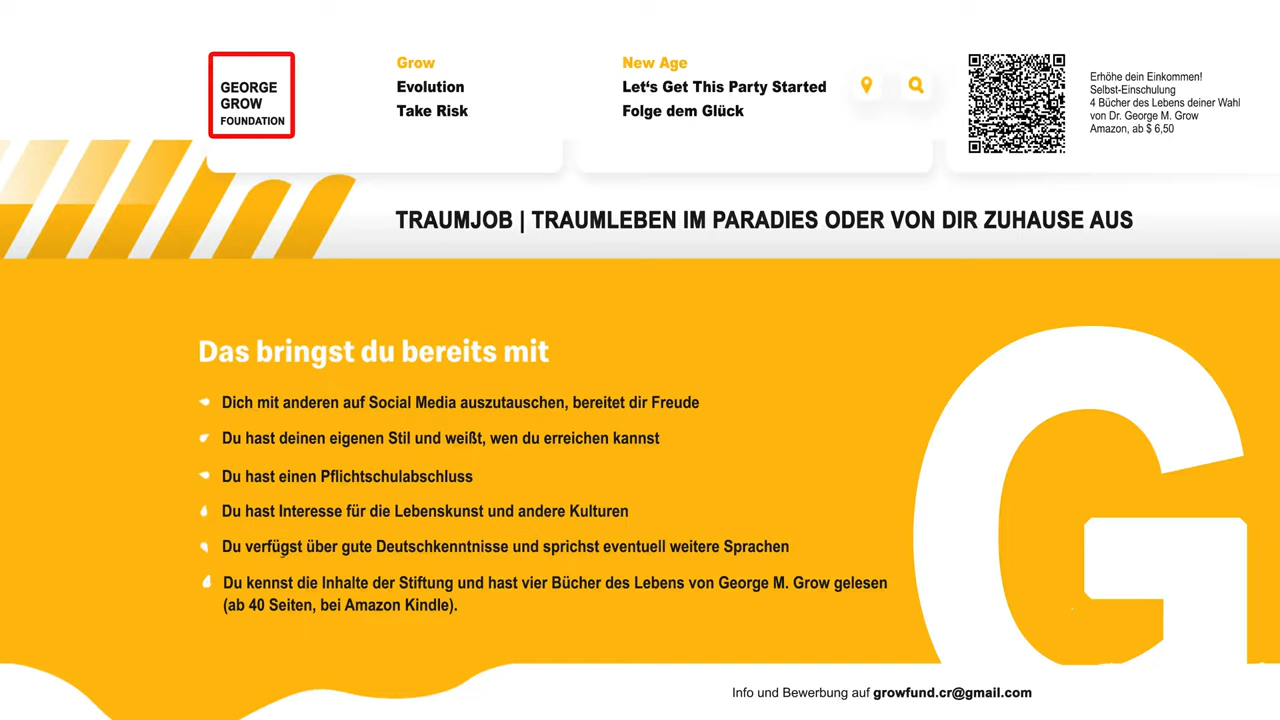 GEORGE
GROW
FOUNDATION
Grow
Evolution
Take Risk
New Age
Let‘s Get This Party Started
Folge dem Glück
Erhöhe dein Einkommen!
Selbst-Einschulung
4 Bücher des Lebens deiner Wahl
von Dr. George M. Grow
Amazon, ab $ 6,50
TRAUMJOB | TRAUMLEBEN IM PARADIES ODER VON DIR ZUHAUSE AUS
Das bringst du bereits mit
Dich mit anderen auf Social Media auszutauschen, bereitet dir Freude
Du hast deinen eigenen Stil und weißt, wen du erreichen kannst
Du hast einen Pflichtschulabschluss
Du hast Interesse für die Lebenskunst und andere Kulturen
Du verfügst über gute Deutschkenntnisse und sprichst eventuell weitere Sprachen
Du kennst die Inhalte der Stiftung und hast vier Bücher des Lebens von George M. Grow gelesen
(ab 40 Seiten, bei Amazon Kindle).
G
Info und Bewerbung auf growfund.cr@gmail.com